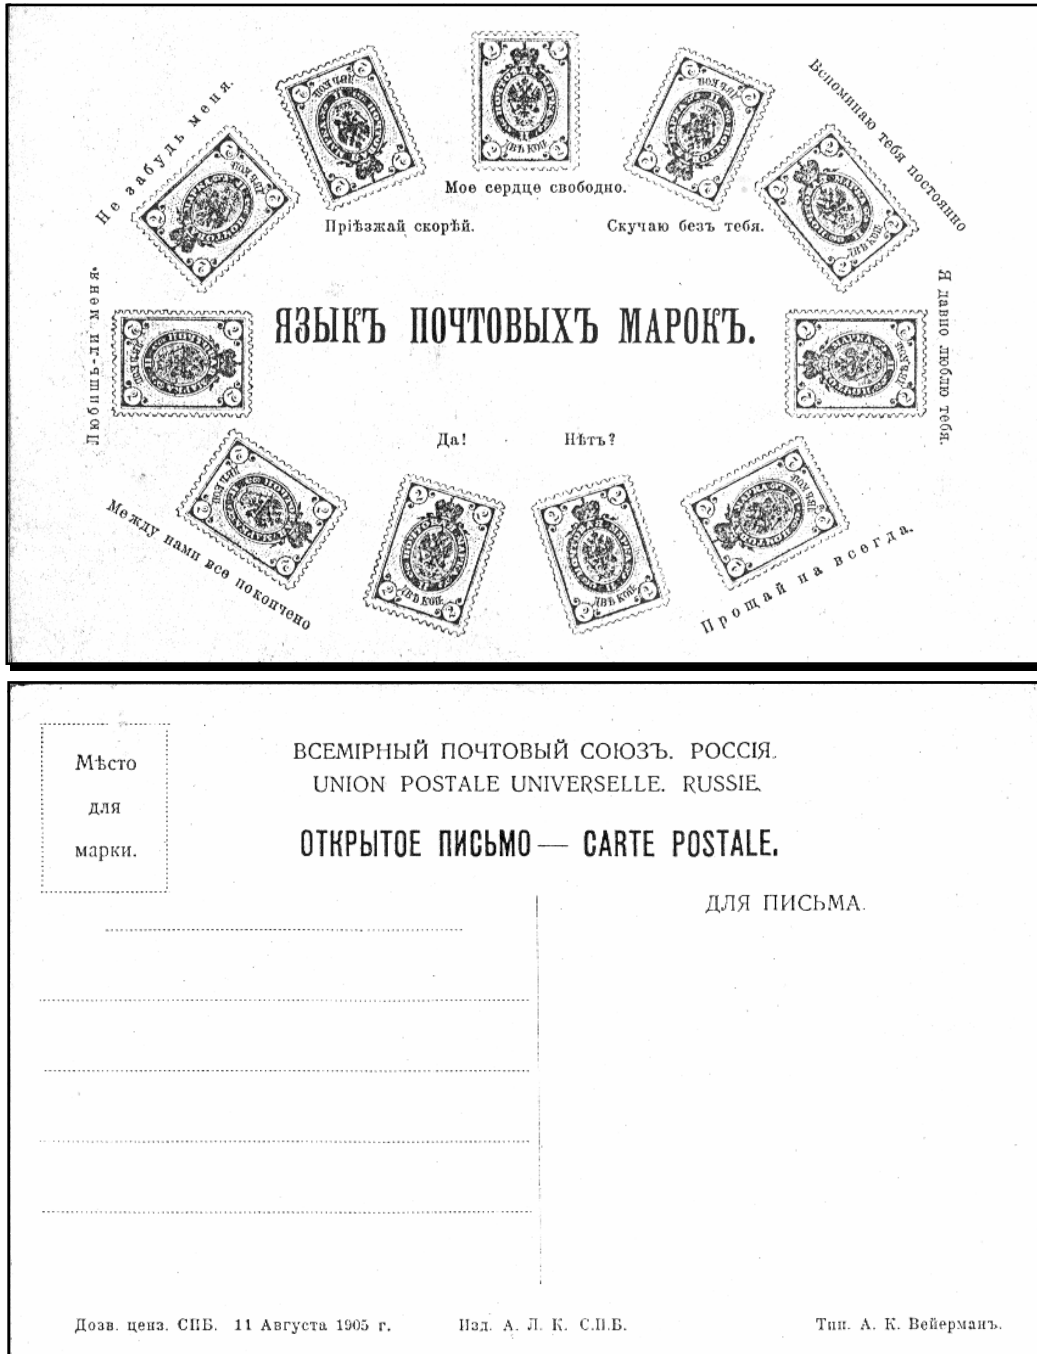 Не забудь меня.
Пріѣзжай скорѣй.
Мое сердце свободно.
Скучаю безъ тебя.
Вспоминаю тебя постоянно
Любишь-ли меня.
ЯЗЫКЪ ПОЧТОВЫХЪ МАРОКЪ.
Я давно люблю тебя.
Да! Нѣтъ?
Между нами все покончено
Прощай на всегда.
Мѣсто
для
марки.
ВСЕМІРНЫЙ ПОЧТОВЫЙ СОЮЗЪ. РОССІЯ.
UNION POSTALE UNIVERSELLE. RUSSIE
ОТКРЫТОЕ ПИСЬМО — CARTE POSTALE.
ДЛЯ ПИСЬМА.
Дозв. ценз. СПБ. 11 Августа 1905 г. Изд. А. Л. К. С.П.Б. Тип. А. К. Вейерманъ.